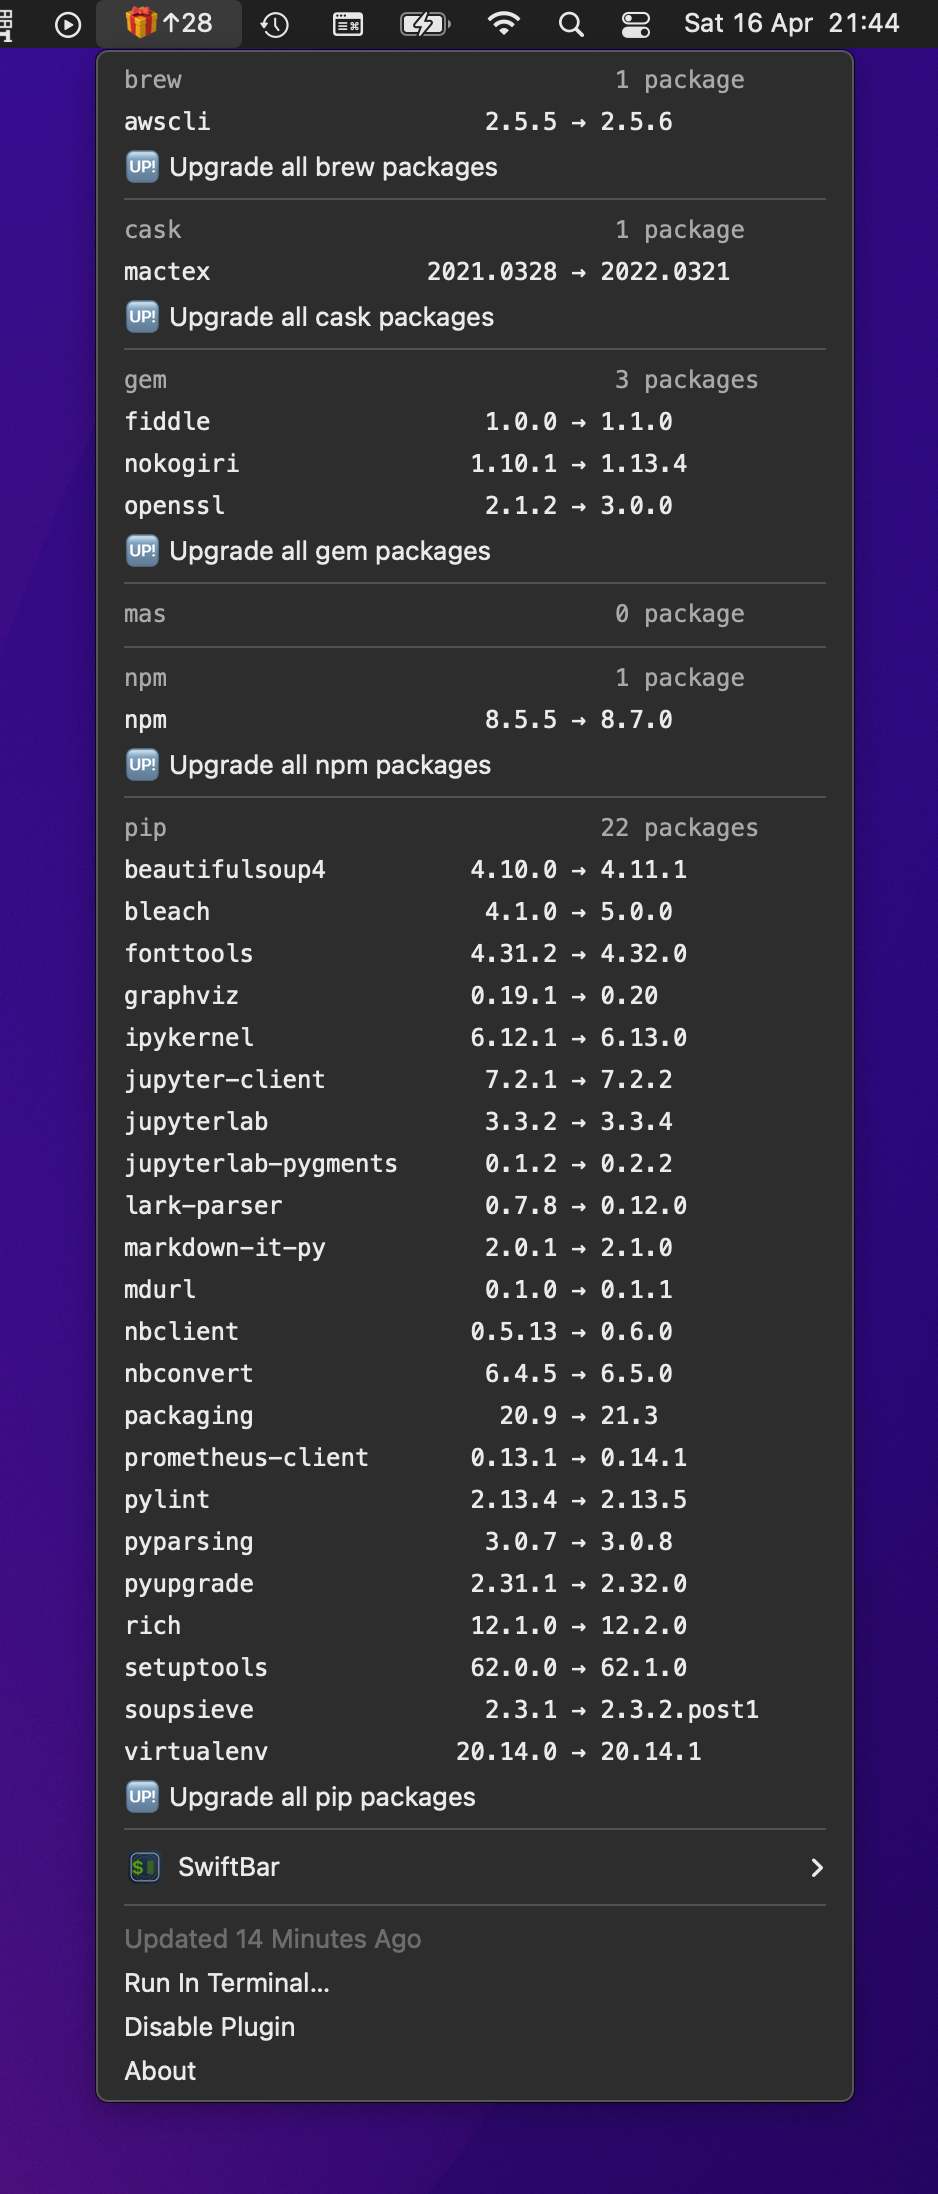 ↑28 Sat 16 Apr 21:44
brew 1 package
awscli 2.5.5 → 2.5.6
UP! Upgrade all brew packages
cask 1 package
mactex 2021.0328 → 2022.0321
UP! Upgrade all cask packages
gem 3 packages
fiddle 1.0.0 → 1.1.0
nokogiri 1.10.1 → 1.13.4
openssl 2.1.2 → 3.0.0
UP! Upgrade all gem packages
mas 0 package
npm 1 package
npm 8.5.5 → 8.7.0
UP! Upgrade all npm packages
pip 22 packages
beautifulsoup4 4.10.0 → 4.11.1
bleach 4.1.0 → 5.0.0
fonttools 4.31.2 → 4.32.0
graphviz 0.19.1 → 0.20
ipykernel 6.12.1 → 6.13.0
jupyter-client 7.2.1 → 7.2.2
jupyterlab 3.3.2 → 3.3.4
jupyterlab-pygments 0.1.2 → 0.2.2
lark-parser 0.7.8 → 0.12.0
markdown-it-py 2.0.1 → 2.1.0
mdurl 0.1.0 → 0.1.1
nbclient 0.5.13 → 0.6.0
nbconvert 6.4.5 → 6.5.0
packaging 20.9 → 21.3
prometheus-client 0.13.1 → 0.14.1
pylint 2.13.4 → 2.13.5
pyparsing 3.0.7 → 3.0.8
pyupgrade 2.31.1 → 2.32.0
rich 12.1.0 → 12.2.0
setuptools 62.0.0 → 62.1.0
soupsieve 2.3.1 → 2.3.2.post1
virtualenv 20.14.0 → 20.14.1
UP! Upgrade all pip packages
$ SwiftBar
Updated 14 Minutes Ago
Run In Terminal...
Disable Plugin
About